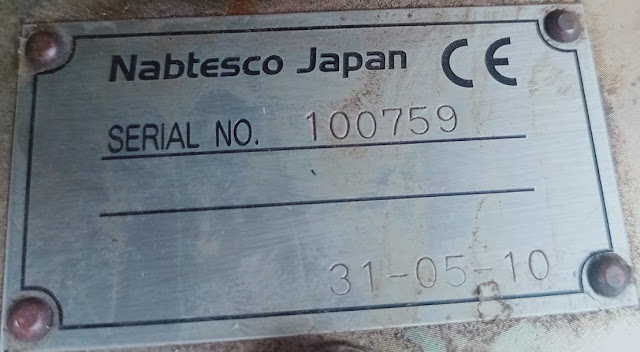 Nabtesco Japan CE
SERIAL NO. 100759
31-05-10